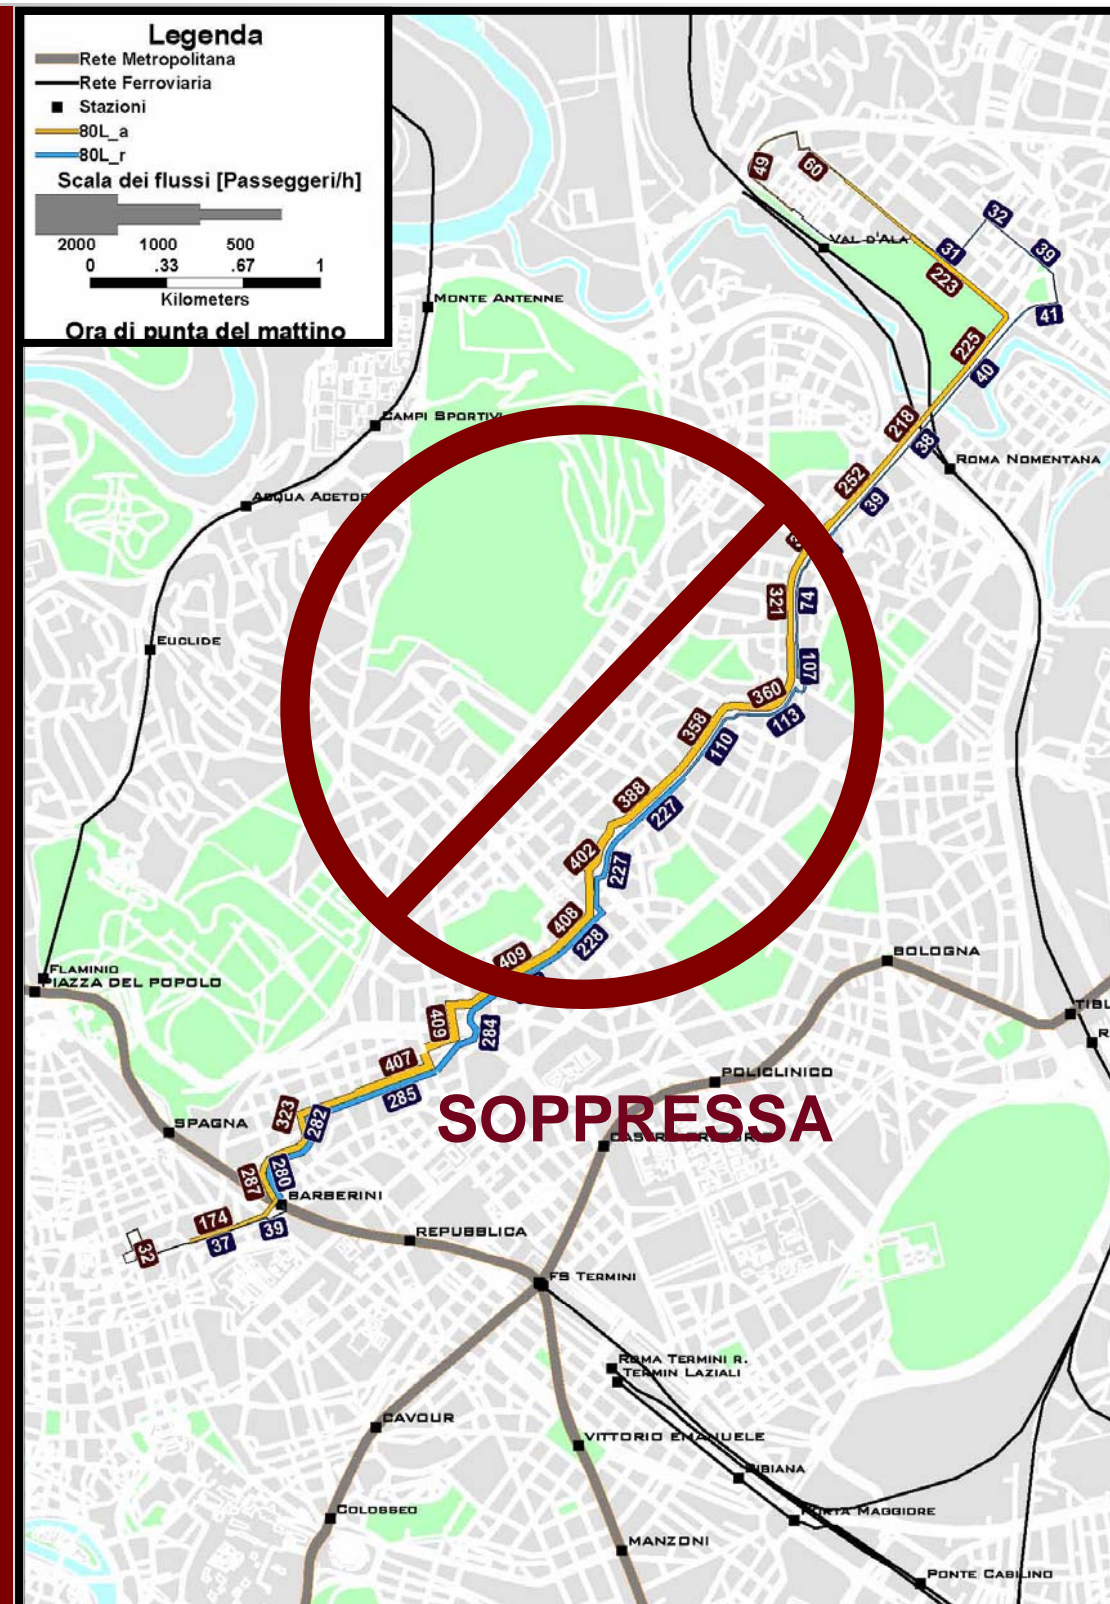 Legenda
Rete Metropolitana
Rete Ferroviaria
Stazioni
80L_a
80L_r
Scala dei flussi [Passeggeri/h]
2000 1000 500
0 .33 .67 1
Kilometers
Ora di punta del mattino
49
60
32
VAL D'ALA
31
39
223
MONTE ANTENNE
41
225
40
CAMPI SPORTIVI
218
38
ROMA NOMENTANA
252
39
ACQUA
321
74
EUCLIDE
107
360
358
113
110
388
227
402
227
408
228
409
BOLOGNA
FLAMINIO
PIAZZA DEL POPOLO
409
284
407
POLICLINICO
285
323
SOPPRESSA
SPAGNA
282
287
280
BARBERINI
174
39
37
32
REPUBBLICA
FS TERMINI
ROMA TERMINI R.
TERMIN LAZIALI
CAVOUR
VITTORIO EMANUELE
BIBIANA
COLOSSEO
PORTA MAGGIORE
MANZONI
PONTE CASILINO